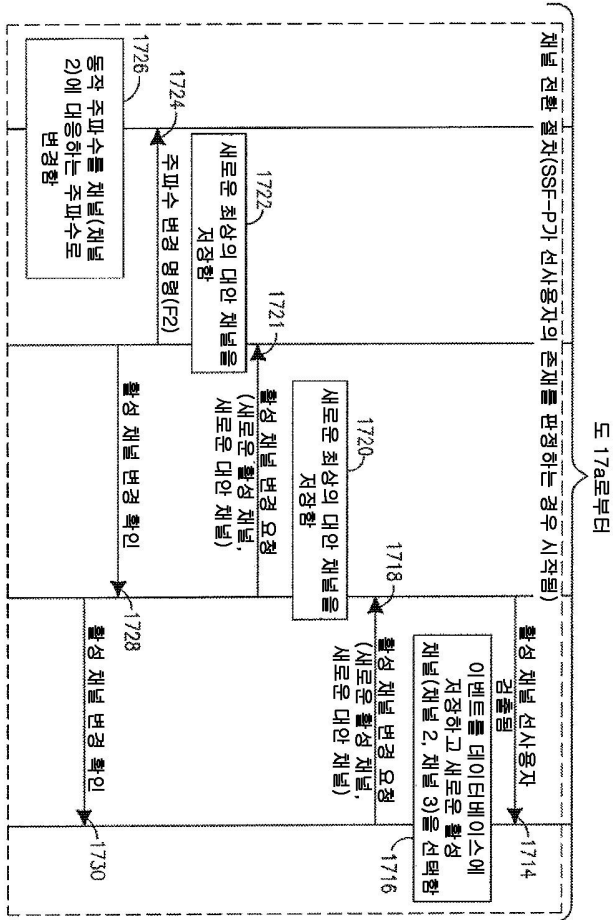 도 17a로부터
채널 전환 절차(SSF-P가 선사용자의 존재를 판정하는 경우 시작됨)
활성 채널 선사용자
검출됨
1714
이벤트를 데이터베이스에
저장하고 새로운 활성
채널(채널 2, 채널 3)을 선택함
1716
1718
활성 채널 변경 요청
(새로운 활성 채널,
새로운 대안 채널)
1720
새로운 최상의 대안 채널을
저장함
1721
활성 채널 변경 요청
(새로운 활성 채널,
새로운 대안 채널)
1722
새로운 최상의 대안 채널을
저장함
1724
주파수 변경 명령(F2)
1726
동작 주파수를 채널(채널
2)에 대응하는 주파수로
변경함
활성 채널 변경 확인
1728
활성 채널 변경 확인
1730